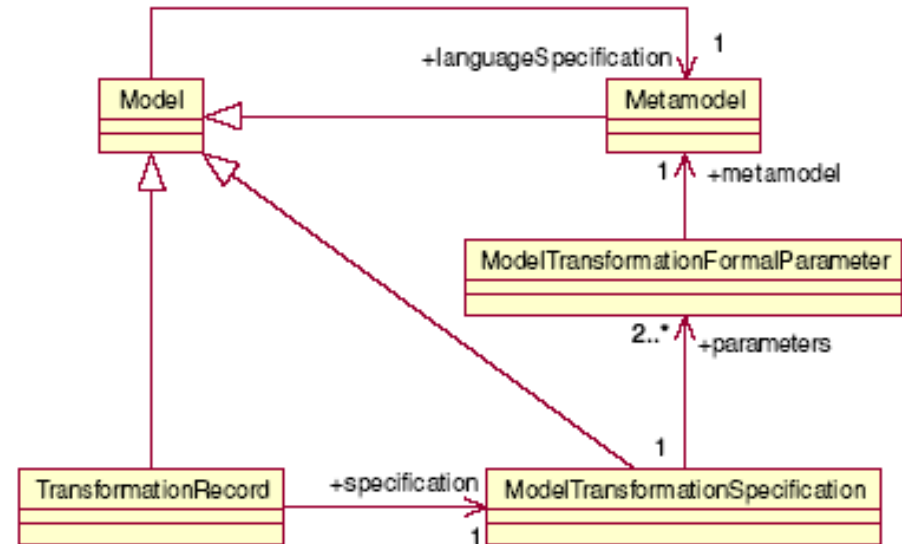 +languageSpecification
1
Model
Metamodel
1
+metamodel
ModelTransformationFormalParameter
2..*
+parameters
1
TransformationRecord
+specification
ModelTransformationSpecification
1